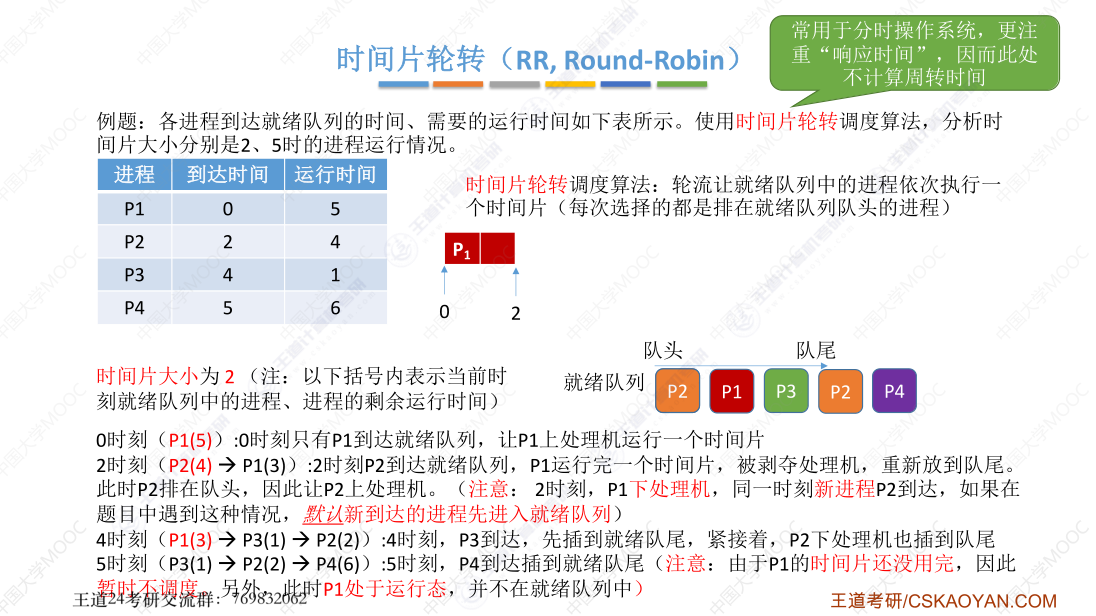 时间片轮转（RR, Round-Robin）
常用于分时操作系统，更注
重“响应时间”，因而此处
不计算周转时间
例题：各进程到达就绪队列的时间、需要的运行时间如下表所示。使用时间片轮转调度算法，分析时
间片大小分别是2、5时的进程运行情况。
进程 到达时间 运行时间
P1 0 5
P2 2 4
P3 4 1
P4 5 6
时间片轮转调度算法：轮流让就绪队列中的进程依次执行一
个时间片（每次选择的都是排在就绪队列队头的进程）
P1
0 2
队头 队尾
就绪队列 P2 P1 P3 P2 P4
时间片大小为 2 （注：以下括号内表示当前时
刻就绪队列中的进程、进程的剩余运行时间）
0时刻（P1(5)）:0时刻只有P1到达就绪队列，让P1上处理机运行一个时间片
2时刻（P2(4) → P1(3)）:2时刻P2到达就绪队列，P1运行完一个时间片，被剥夺处理机，重新放到队尾。
此时P2排在队头，因此让P2上处理机。（注意： 2时刻，P1下处理机，同一时刻新进程P2到达，如果在
题目中遇到这种情况，默认新到达的进程先进入就绪队列）
4时刻（P1(3) → P3(1) → P2(2)）:4时刻，P3到达，先插到就绪队尾，紧接着，P2下处理机也插到队尾
5时刻（P3(1) → P2(2) → P4(6)）:5时刻，P4到达插到就绪队尾（注意：由于P1的时间片还没用完，因此
暂时不调度。另外，此时P1处于运行态，并不在就绪队列中）
王道24考研交流群：769832062
王道考研/CSKAOYAN.COM
中国大学MOOC
王道计算机考研